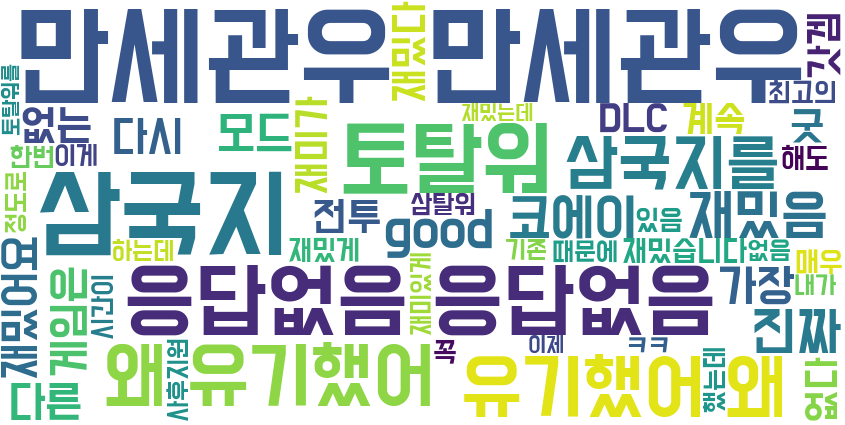 만세관우 만세관우
재밌다
갓겜
최고의
토탈워를
없는
다시
모드
재미가
재밌는데
DLC
계속
굿
한번
이게
토탈워
삼국지를
해도
정도로
삼국지
전투
삼탈워
good
코에이
있음
재밌음
하는데
재밌게
기존
때문에
재밌습니다
없음
매우
재밌어요
게임은
시간이
응답없음 응답없음
재미있게
가장
내가
진짜
다른
사후지원
왜유기했어
꼭
유기했어왜
이제
ㅋㅋ
했는데
없다